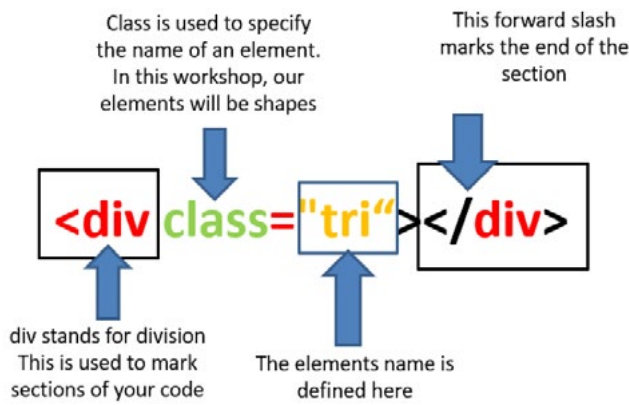 Class is used to specify
the name of an element.
In this workshop, our
elements will be shapes
This forward slash
marks the end of the
section
<div class="tri“></div>
div stands for division
This is used to mark
sections of your code
The elements name is
defined here